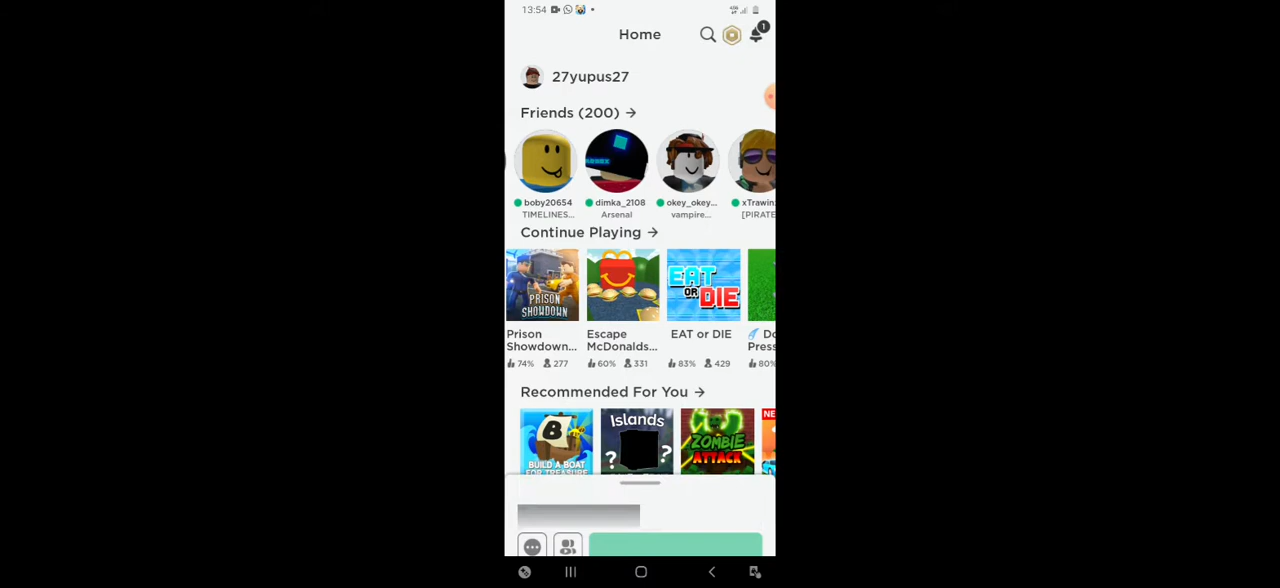 13:54
Home
1
27yupus27
Friends (200) →
boby20654 dimka_2108 okey_okey... xTrawin
TIMELINES... Arsenal vampire... [PIRATE
Continue Playing →
PRISON SHOWDOWN
EAT OR DIE
Prison Showdown...
Escape McDonalds...
EAT or DIE
Do Press
74% 277 60% 331 83% 429 80%
Recommended For You →
B
BUILD A BOAT
FOR TREASURE
Islands
? ?
ZOMBIE
ATTACK
NE